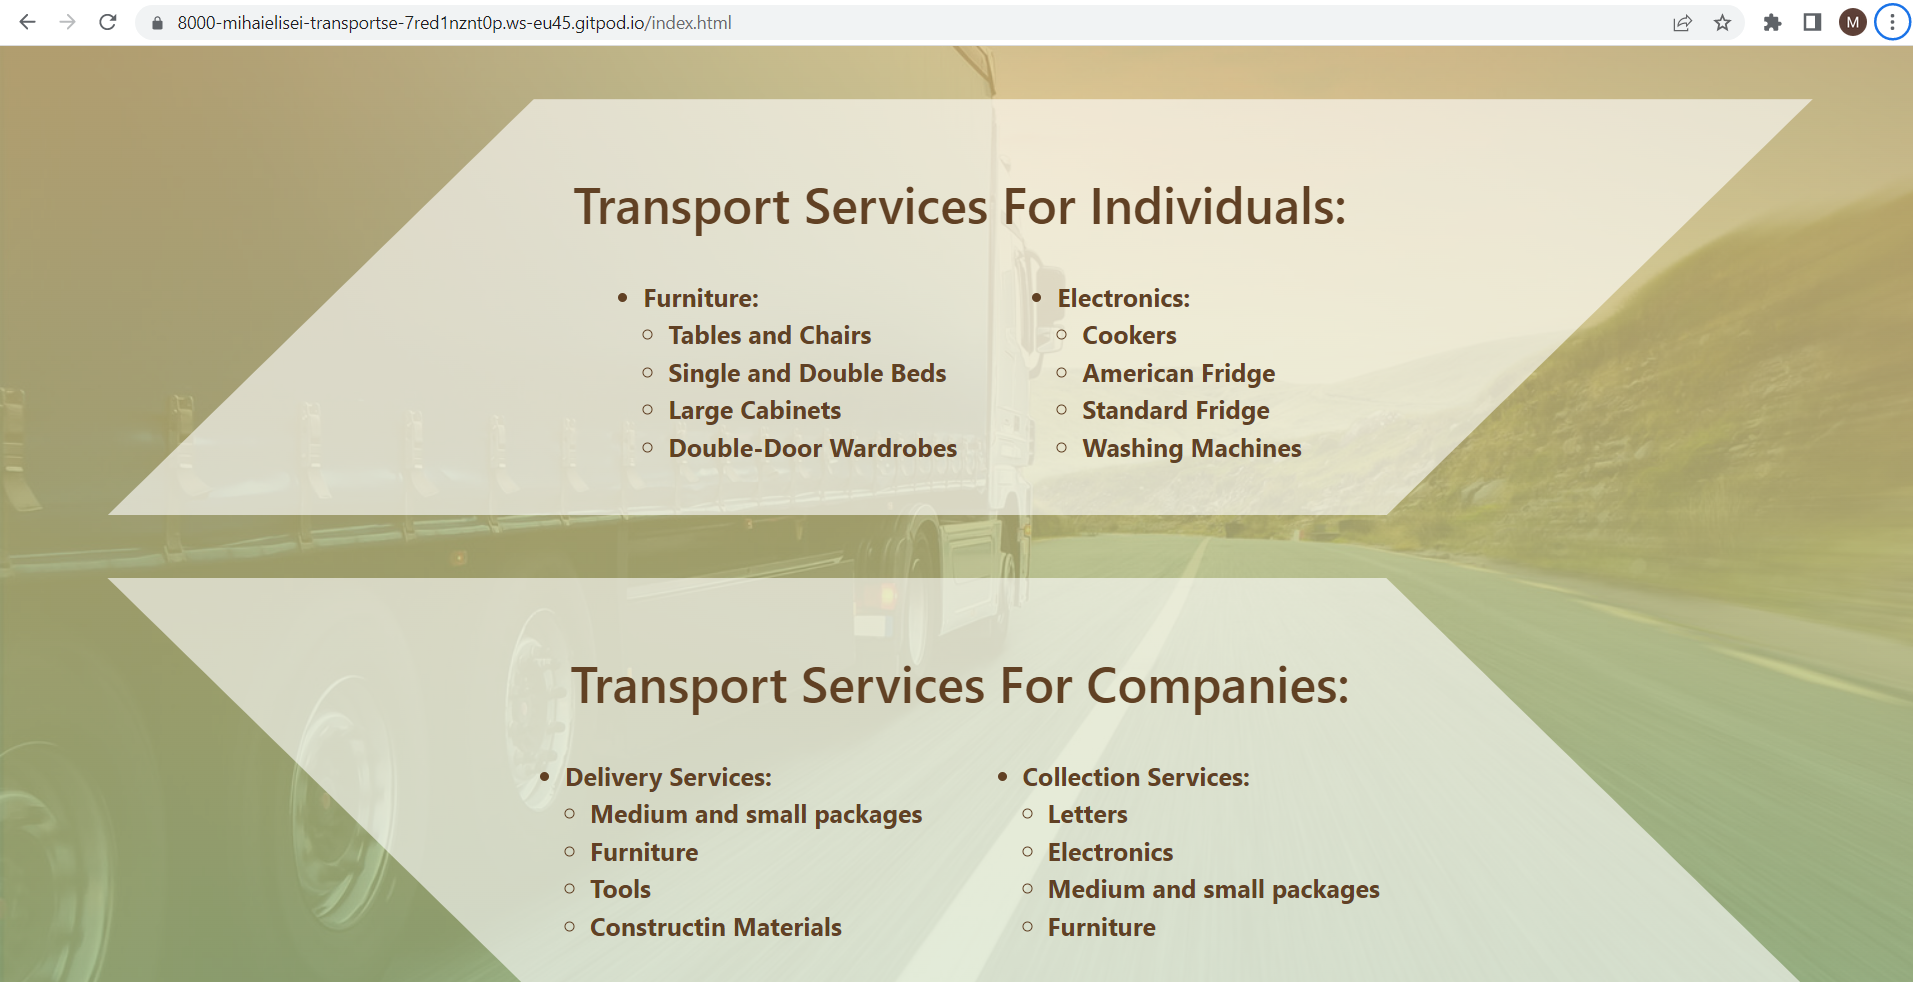 8000-mihaielisei-transportse-7red1nznt0p.ws-eu45.gitpod.io/index.html
M
Transport Services For Individuals:
Furniture:
Tables and Chairs
Single and Double Beds
Large Cabinets
Double-Door Wardrobes
Electronics:
Cookers
American Fridge
Standard Fridge
Washing Machines
Transport Services For Companies:
Delivery Services:
Medium and small packages
Furniture
Tools
Constructin Materials
Collection Services:
Letters
Electronics
Medium and small packages
Furniture